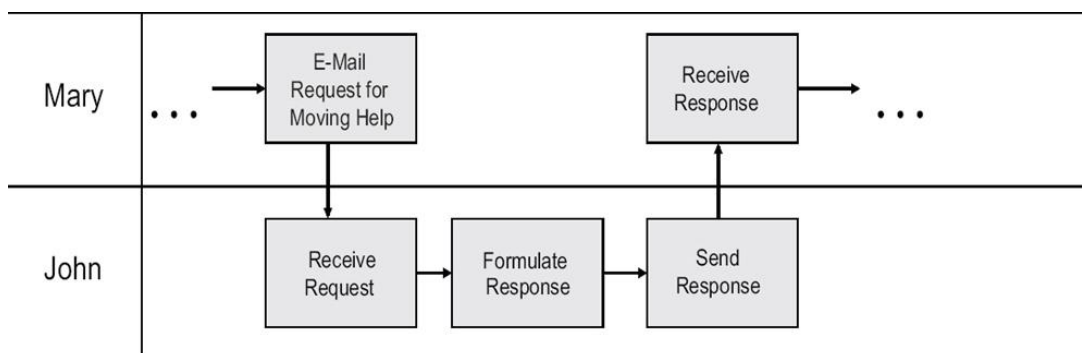 Mary
. . .
E-Mail
Request for
Moving Help
Receive
Response
. . .
John
Receive
Request
Formulate
Response
Send
Response